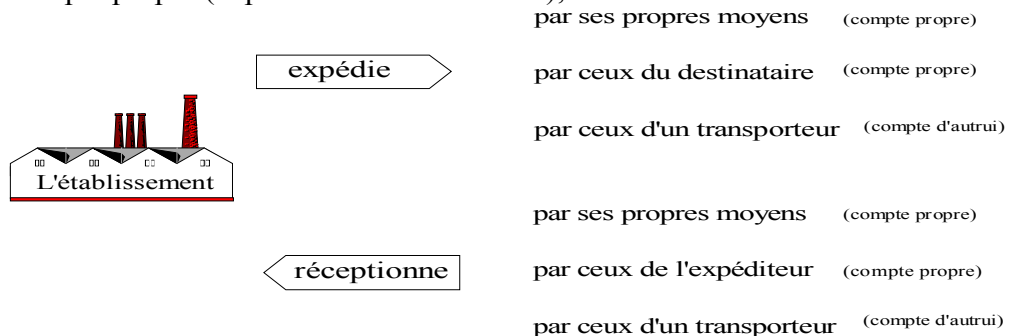 par ses propres moyens (compte propre)
expédie par ceux du destinataire (compte propre)
par ceux d'un transporteur (compte d'autrui)
L'établissement
par ses propres moyens (compte propre)
réceptionne par ceux de l'expéditeur (compte propre)
par ceux d'un transporteur (compte d'autrui)